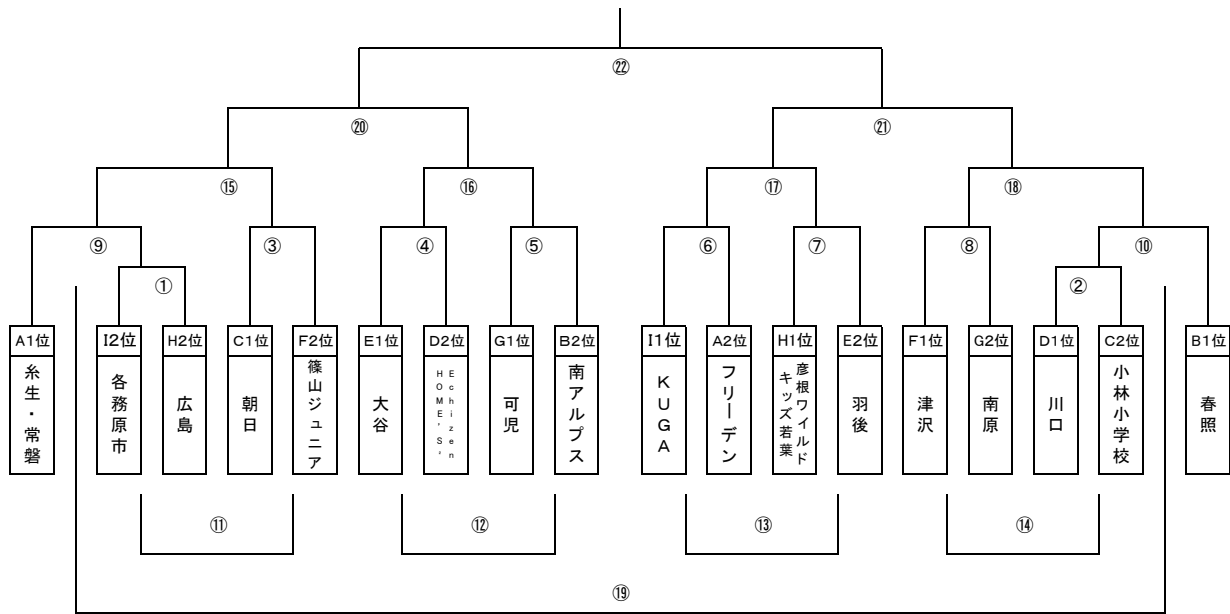 ㉒
⑳
㉑
⑮
⑯
⑰
⑱
⑨
③
④
⑤
⑥
⑦
⑧
⑩
①
②
A1位
I2位
H2位
C1位
F2位
E1位
D2位
G1位
B2位
I1位
A2位
H1位
E2位
F1位
G2位
D1位
C2位
B1位
糸生・常磐
各務原市
広島
朝日
篠山ジュニア
大谷
Echizen
HOME'S²
可児
南アルプス
KUGA
フリーデン
彦根ワイルド
キッズ若葉
羽後
津沢
南原
川口
小林小学校
春照
⑪
⑫
⑬
⑭
⑲